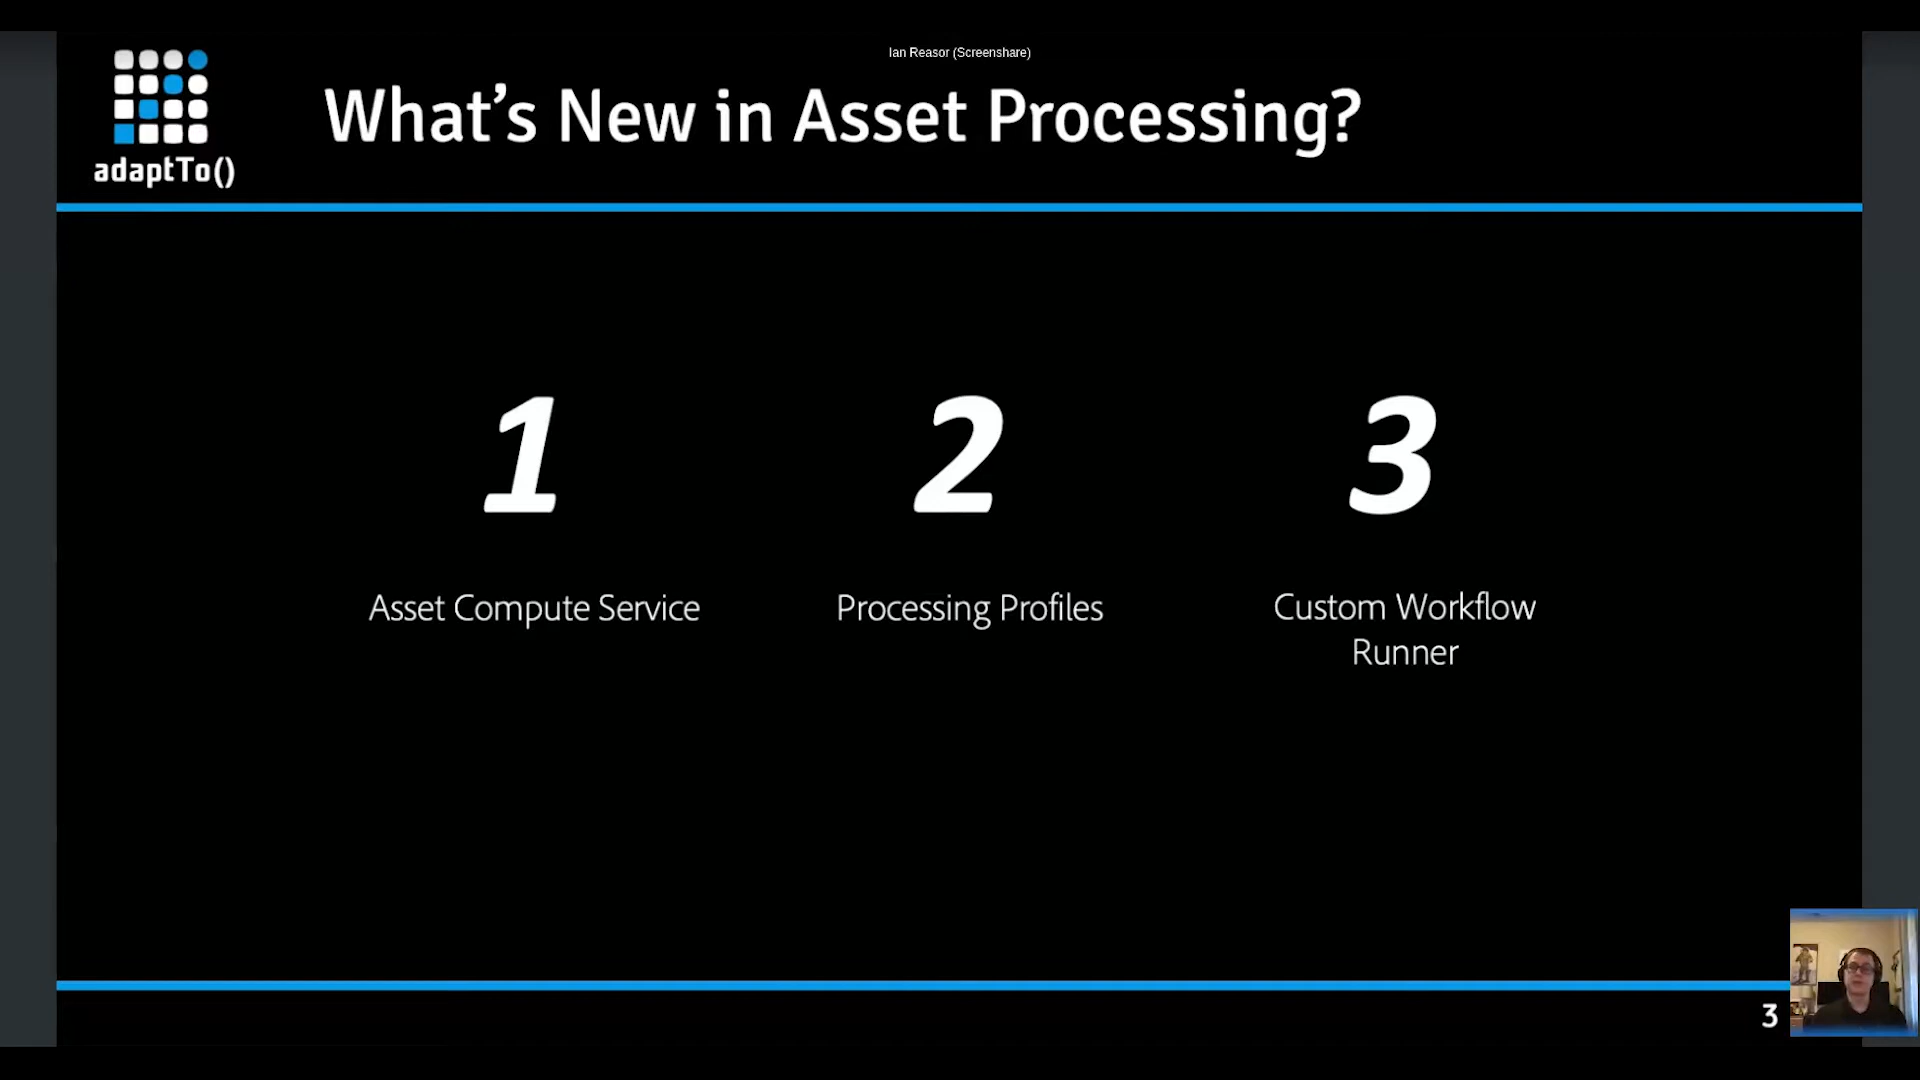 Ian Reasor (Screenshare)
What's New in Asset Processing?
adaptTo()
1
2
3
Asset Compute Service
Processing Profiles
Custom Workflow
Runner
3